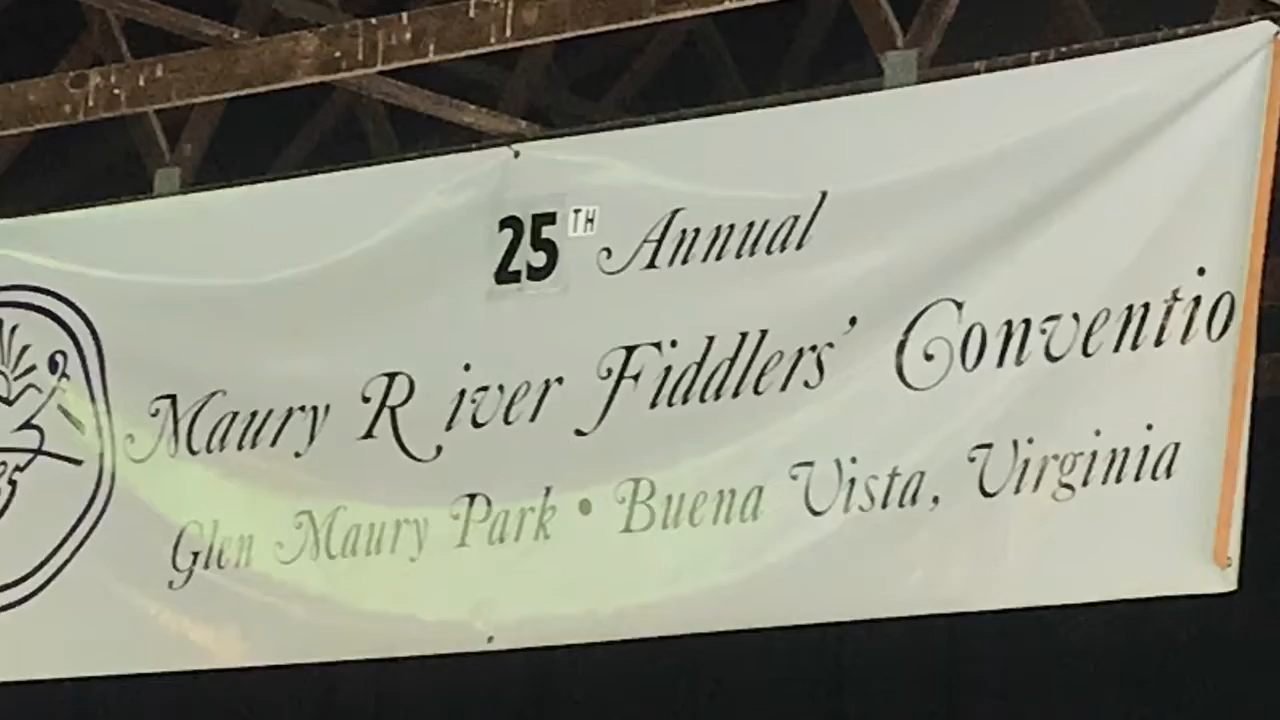 25TH Annual
Maury River Fiddlers' Conventio
Glen Maury Park • Buena Vista, Virginia